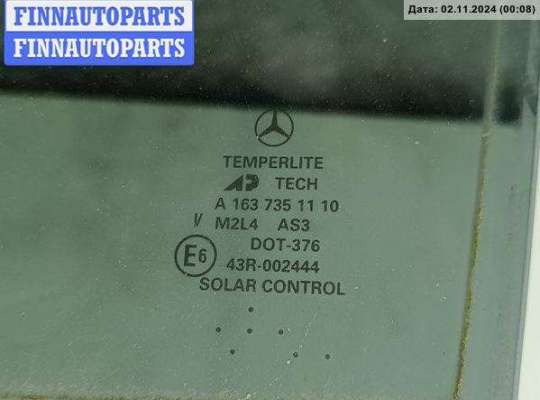 FINNAUTOPARTS
FINNAUTOPARTS
Дата: 02.11.2024 (00:08)
TEMPERLITE
AP TECH
A 163 735 11 10
V M2L4 AS3
DOT-376
E6 43R-002444
SOLAR CONTROL